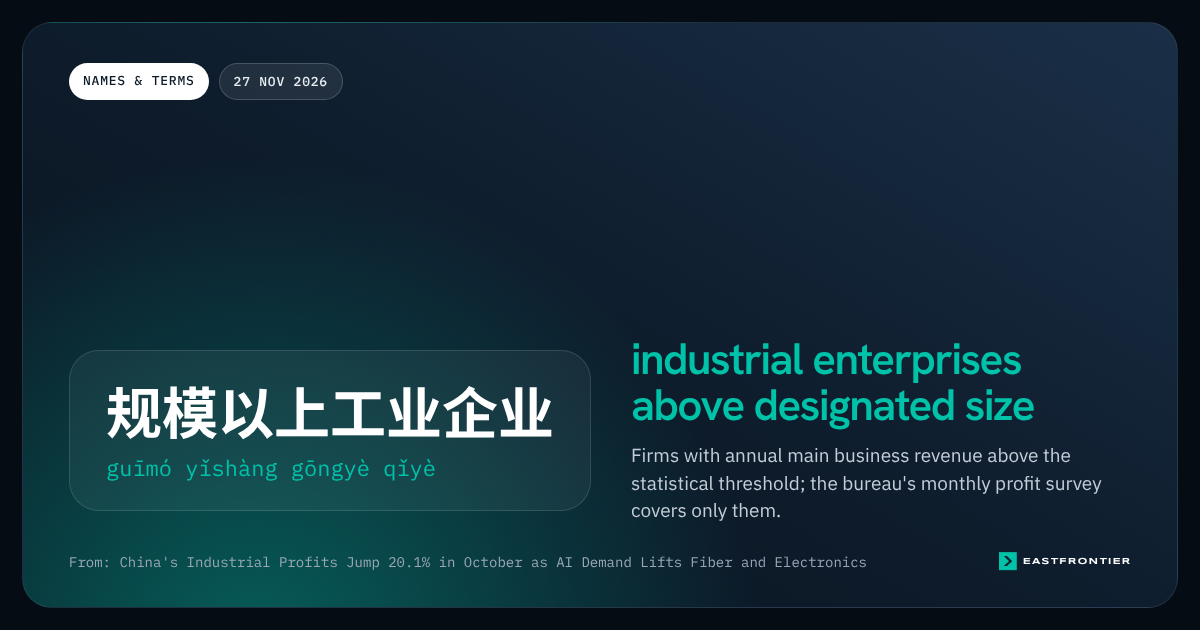 NAMES & TERMS
27 NOV 2026
规模以上工业企业
guīmó yǐshàng gōngyè qǐyè
industrial enterprises
above designated size
Firms with annual main business revenue above the
statistical threshold; the bureau's monthly profit survey
covers only them.
From: China's Industrial Profits Jump 20.1% in October as AI Demand Lifts Fiber and Electronics
EASTFRONTIER